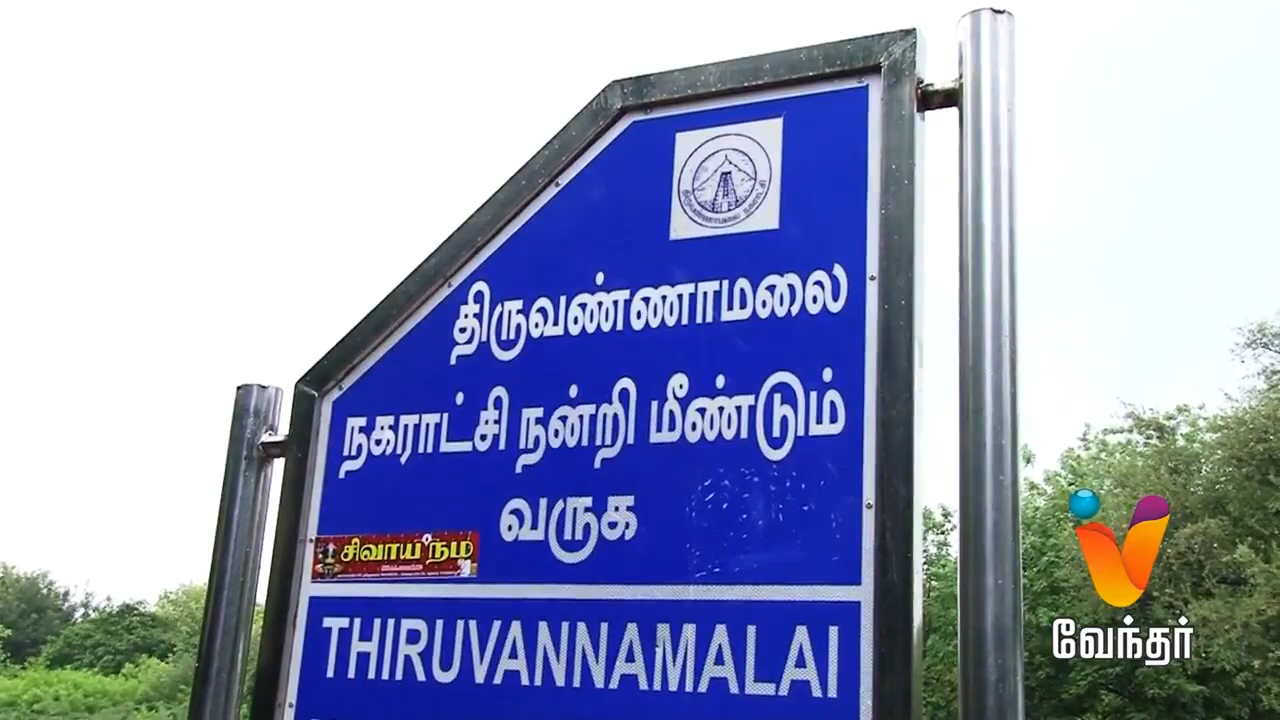 திருவண்ணாமலை
நகராட்சி நன்றி மீண்டும்
வருக
சிவாய நம
THIRUVANNAMALAI
வேந்தர்